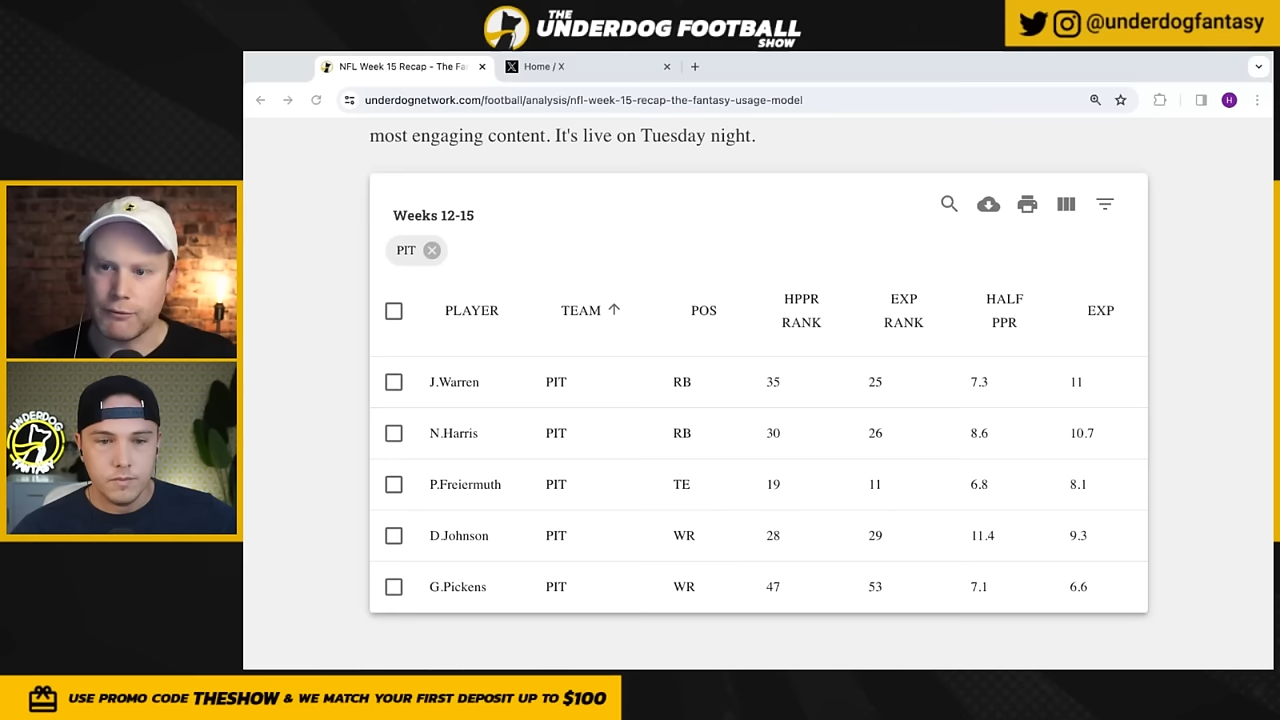 THE
UNDERDOG FOOTBALL
SHOW
@underdogfantasy
NFL Week 15 Recap - The Fa
Home / X
underdognetwork.com/football/analysis/nfl-week-15-recap-the-fantasy-usage-model
H
most engaging content. It's live on Tuesday night.
Weeks 12-15
PIT
PLAYER TEAM POS HPPR RANK EXP RANK HALF PPR EXP
J.Warren PIT RB 35 25 7.3 11
N.Harris PIT RB 30 26 8.6 10.7
P.Freiermuth PIT TE 19 11 6.8 8.1
D.Johnson PIT WR 28 29 11.4 9.3
G.Pickens PIT WR 47 53 7.1 6.6
UNDERDOG
FANTASY
USE PROMO CODE THESHOW & WE MATCH YOUR FIRST DEPOSIT UP TO $100